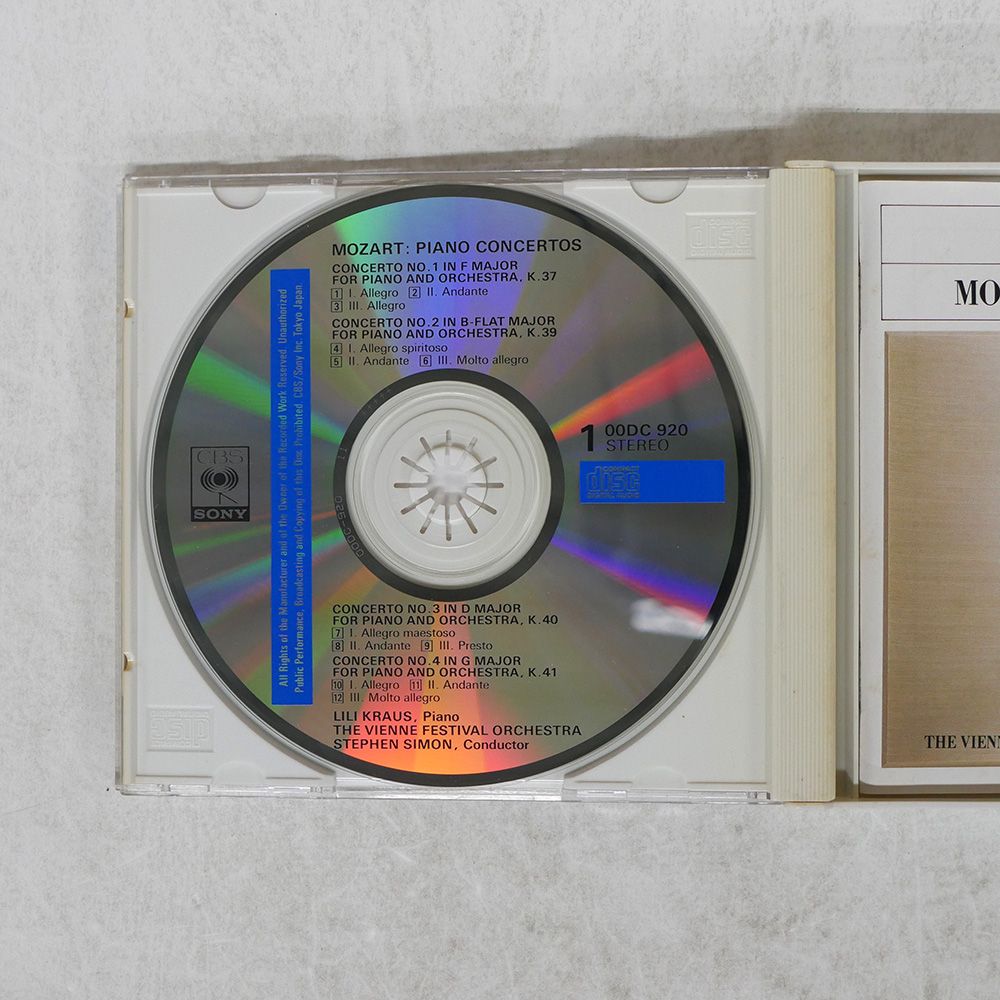 MOZART: PIANO CONCERTOS
CONCERTO NO.1 IN F MAJOR
FOR PIANO AND ORCHESTRA, K.37
1 I. Allegro 2 II. Andante
3 III. Allegro
CONCERTO NO.2 IN B-FLAT MAJOR
FOR PIANO AND ORCHESTRA, K.39
4 I. Allegro spiritoso
5 II. Andante 6 III. Molto allegro
All Rights of the Manufacturer and of the Owner of the Recorded Work Reserved. Unauthorized
Public Performance, Broadcasting and Copying of this Disc Prohibited. CBS/Sony Inc. Tokyo Japan.
CBS
SONY
1 00DC 920
STEREO
COMPACT
disc
DIGITAL AUDIO
CONCERTO NO.3 IN D MAJOR
FOR PIANO AND ORCHESTRA, K.40
7 I. Allegro maestoso
8 II. Andante 9 III. Presto
CONCERTO NO.4 IN G MAJOR
FOR PIANO AND ORCHESTRA, K.41
10 I. Allegro 11 II. Andante
12 III. Molto allegro
LILI KRAUS, Piano
THE VIENNE FESTIVAL ORCHESTRA
STEPHEN SIMON, Conductor
COMPACT
disc
DIGITAL AUDIO
MO
THE VIENN